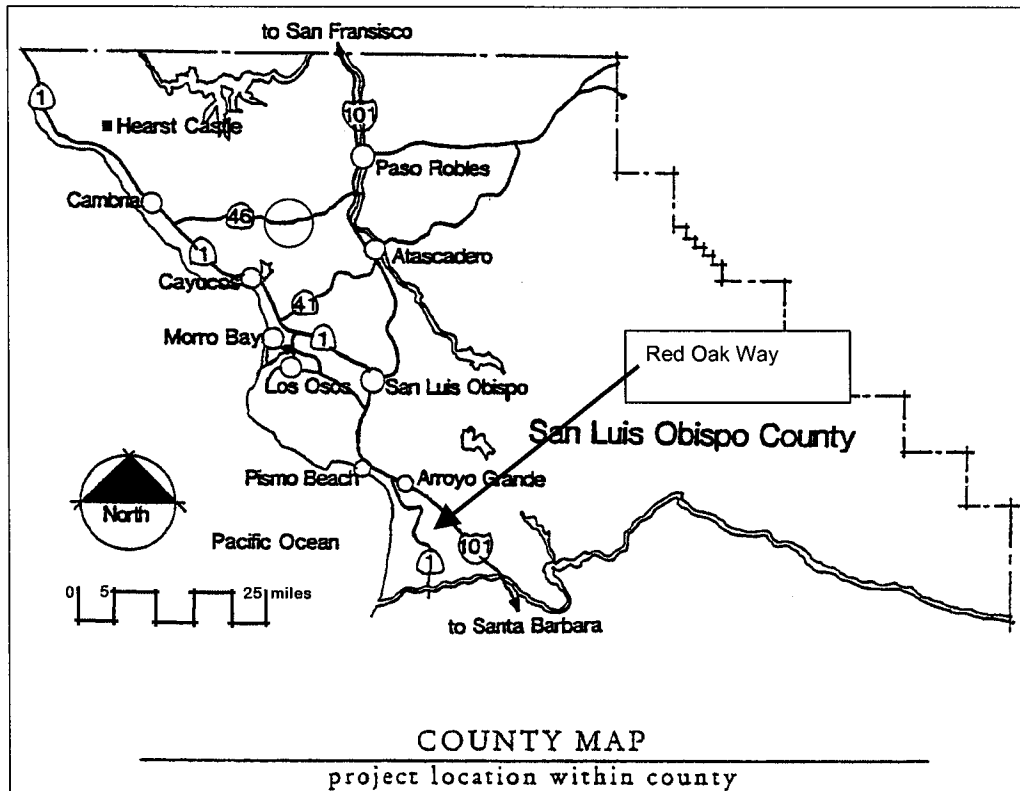 to San Fransisco
1
101
Hearst Castle
Paso Robles
Cambria
46
1
Atascadero
Cayucos
41
Morro Bay
1
Red Oak Way
Los Osos
San Luis Obispo
San Luis Obispo County
Pismo Beach
Arroyo Grande
North
Pacific Ocean
101
1
0 5 25 miles
to Santa Barbara
COUNTY MAP
project location within county